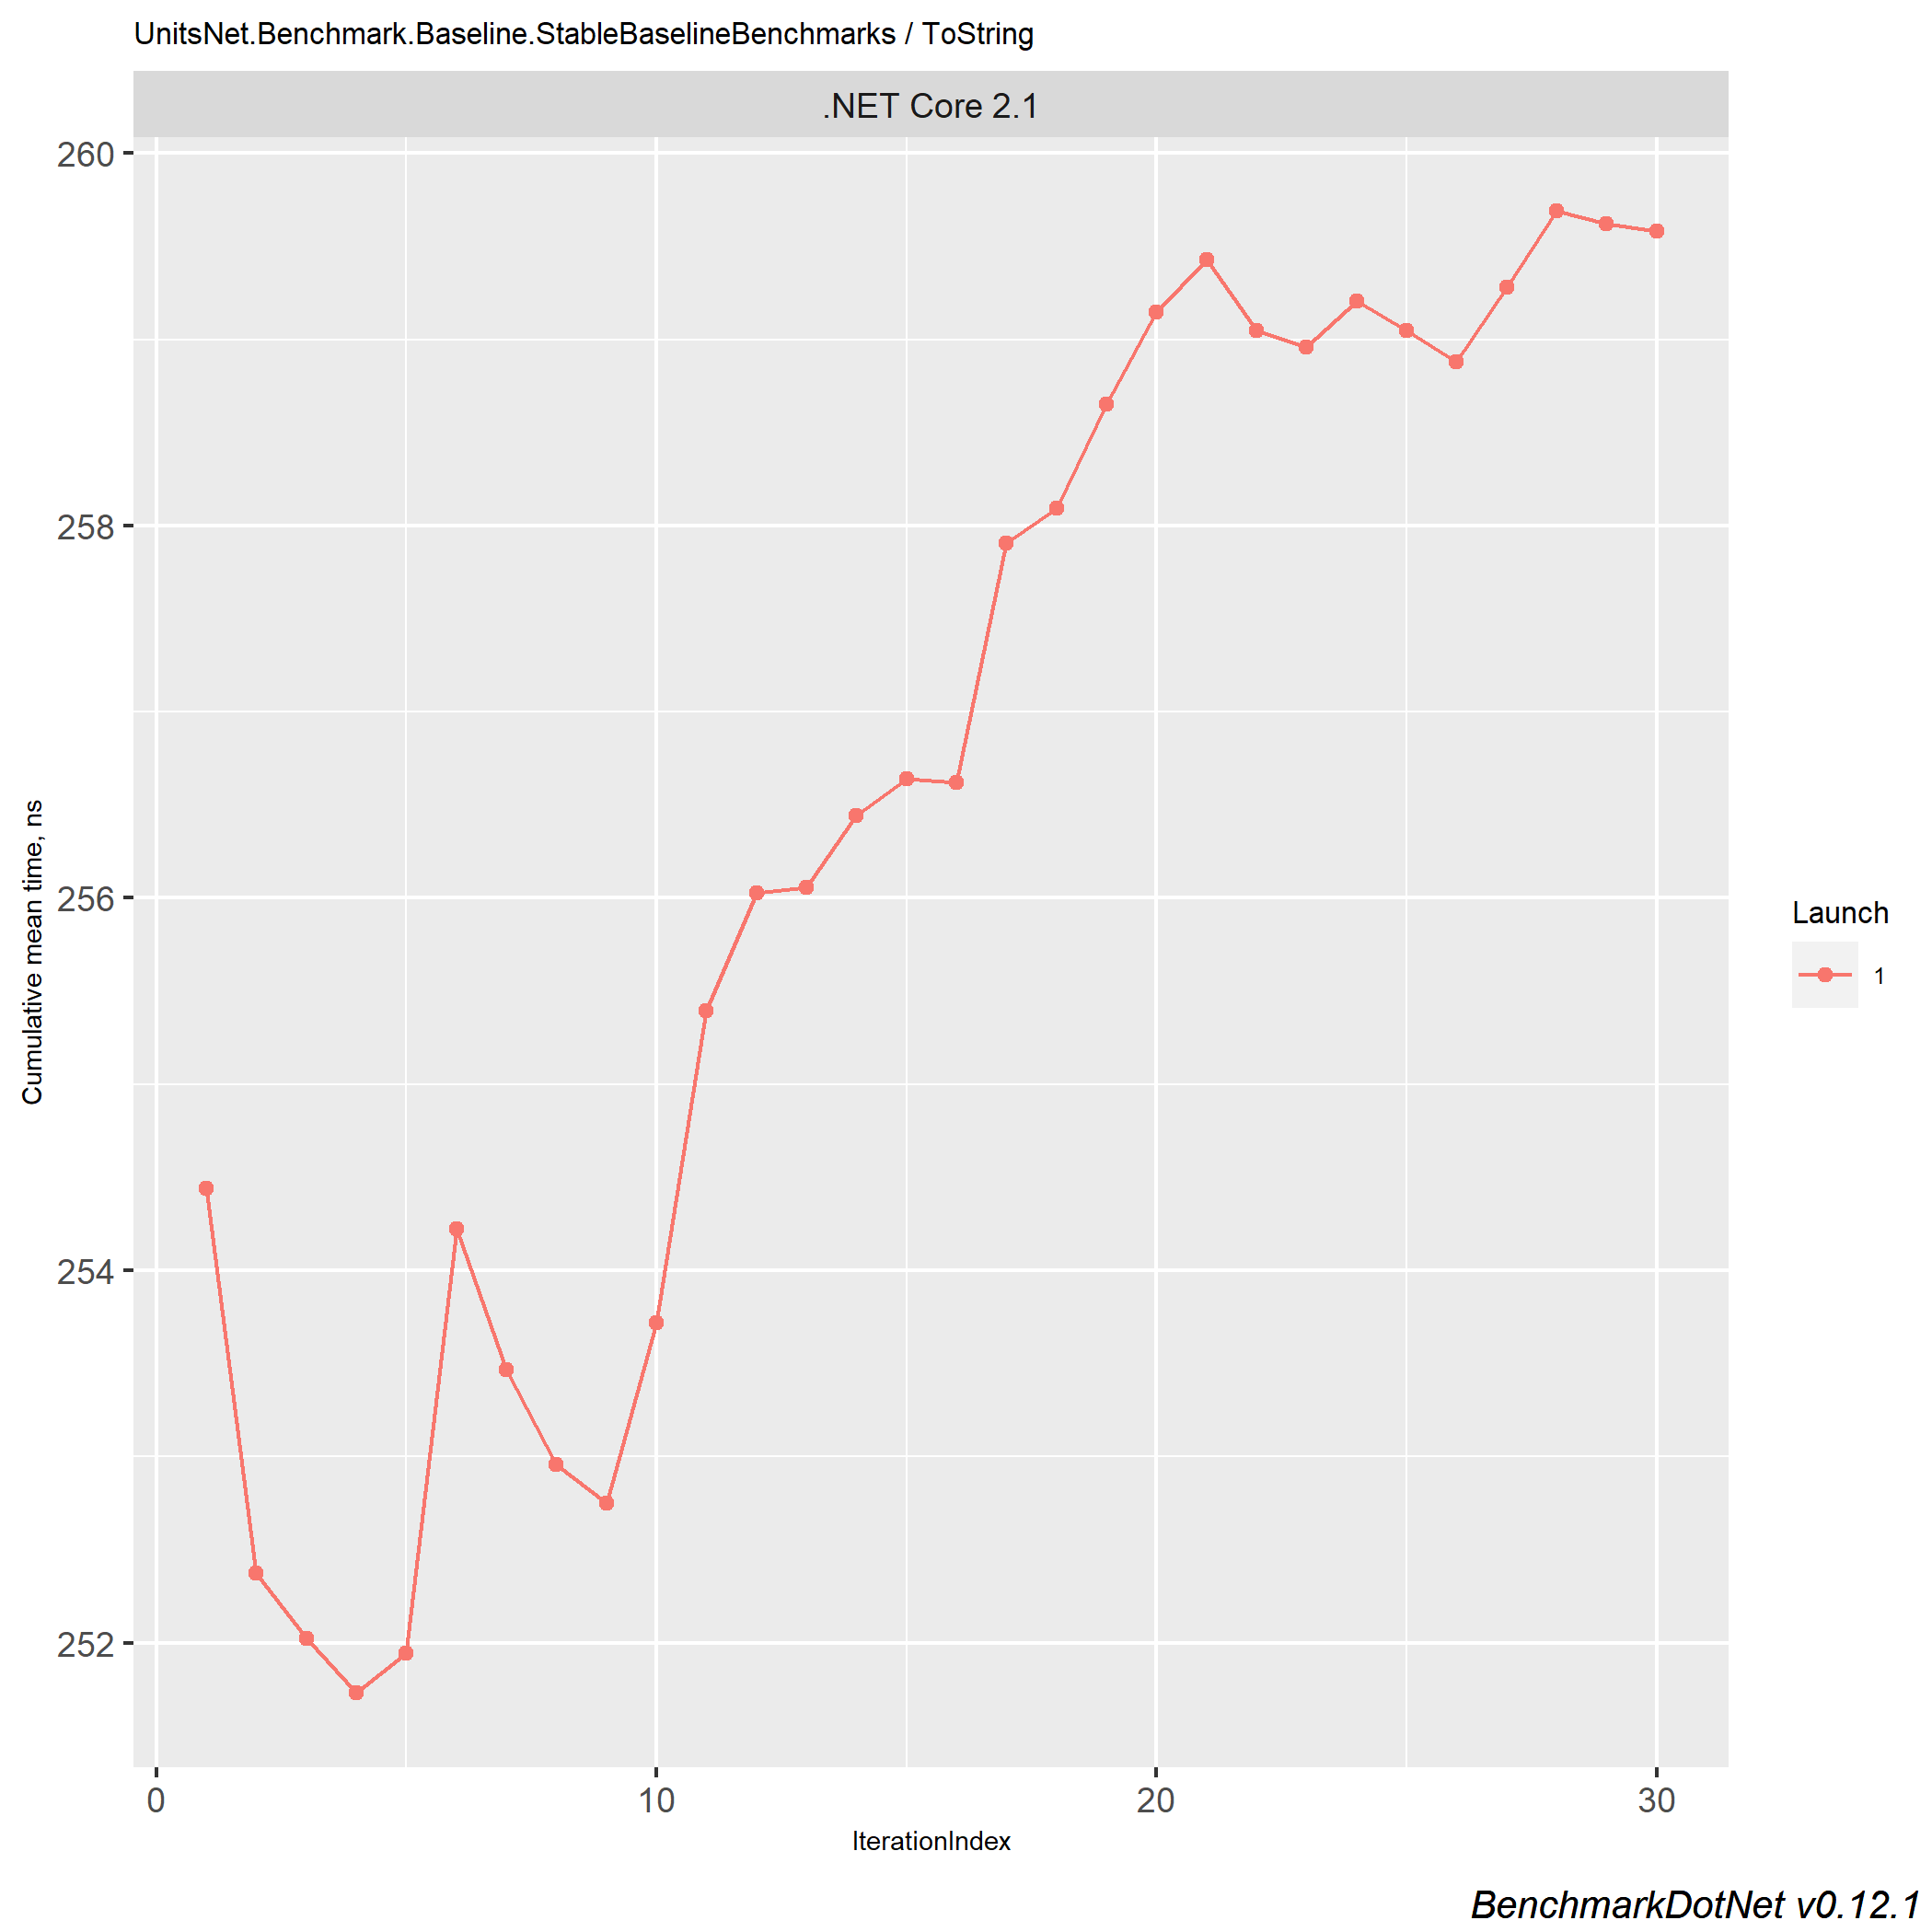 UnitsNet.Benchmark.Baseline.StableBaselineBenchmarks / ToString
.NET Core 2.1
260
258
256
254
252
Cumulative mean time, ns
0 10 20 30
IterationIndex
Launch
1
BenchmarkDotNet v0.12.1